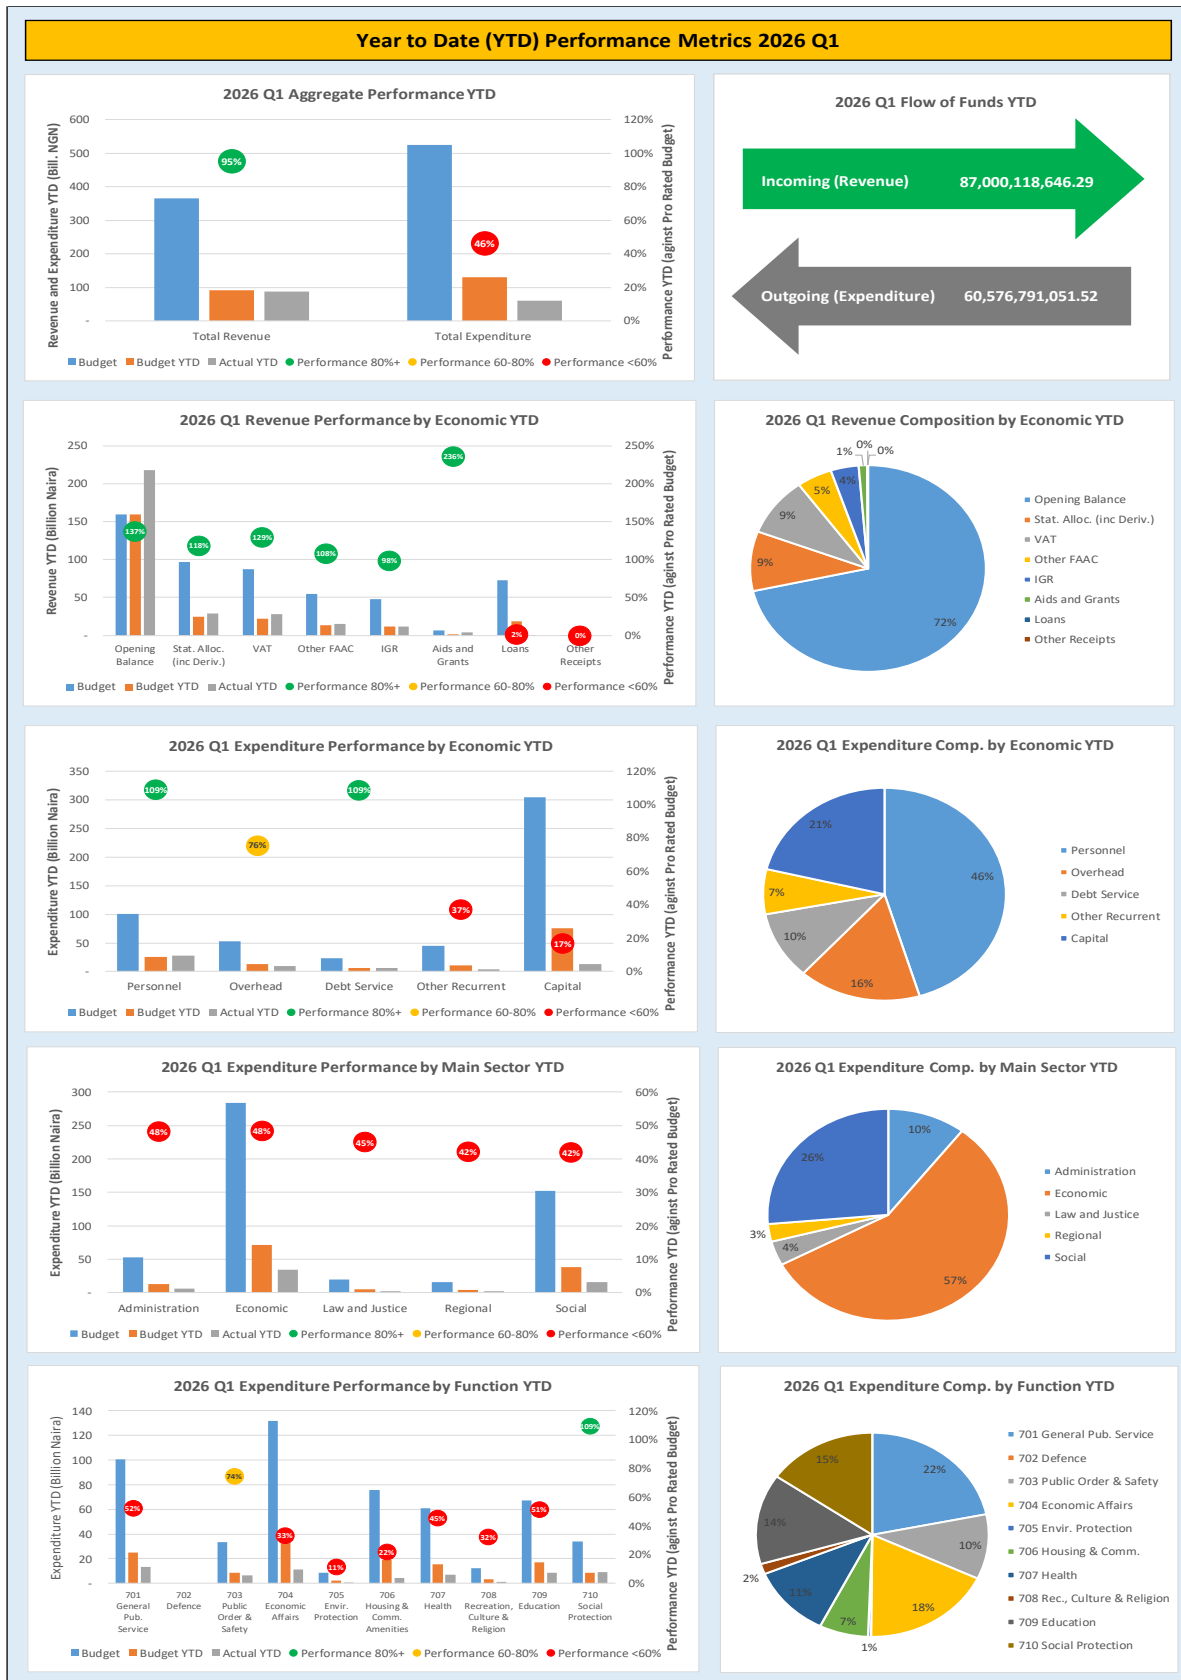 Year to Date (YTD) Performance Metrics 2026 Q1
2026 Q1 Aggregate Performance YTD
Revenue and Expenditure YTD (Bill. NGN)
600
500
400
300
200
100
-
120%
100%
80%
60%
40%
20%
0%
Performance YTD (aginst Pro Rated Budget)
95%
46%
Total Revenue
Total Expenditure
Budget
Budget YTD
Actual YTD
Performance 80%+
Performance 60-80%
Performance <60%
2026 Q1 Flow of Funds YTD
Incoming (Revenue) 87,000,118,646.29
Outgoing (Expenditure) 60,576,791,051.52
2026 Q1 Revenue Performance by Economic YTD
Revenue YTD (Billion Naira)
250
200
150
100
50
-
250%
200%
150%
100%
50%
0%
Performance YTD (aginst Pro Rated Budget)
137%
118%
129%
108%
98%
236%
2%
0%
Opening
Balance
Stat. Alloc.
(inc Deriv.)
VAT
Other FAAC
IGR
Aids and
Grants
Loans
Other
Receipts
Budget
Budget YTD
Actual YTD
Performance 80%+
Performance 60-80%
Performance <60%
2026 Q1 Revenue Composition by Economic YTD
72%
9%
9%
5%
4%
1%
0%
0%
Opening Balance
Stat. Alloc. (inc Deriv.)
VAT
Other FAAC
IGR
Aids and Grants
Loans
Other Receipts
2026 Q1 Expenditure Performance by Economic YTD
Expenditure YTD (Billion Naira)
350
300
250
200
150
100
50
-
120%
100%
80%
60%
40%
20%
0%
Performance YTD (aginst Pro Rated Budget)
109%
76%
109%
37%
17%
Personnel
Overhead
Debt Service
Other Recurrent
Capital
Budget
Budget YTD
Actual YTD
Performance 80%+
Performance 60-80%
Performance <60%
2026 Q1 Expenditure Comp. by Economic YTD
46%
16%
10%
7%
21%
Personnel
Overhead
Debt Service
Other Recurrent
Capital
2026 Q1 Expenditure Performance by Main Sector YTD
Expenditure YTD (Billion Naira)
300
250
200
150
100
50
-
60%
50%
40%
30%
20%
10%
0%
Performance YTD (aginst Pro Rated Budget)
48%
48%
45%
42%
42%
Administration
Economic
Law and Justice
Regional
Social
Budget
Budget YTD
Actual YTD
Performance 80%+
Performance 60-80%
Performance <60%
2026 Q1 Expenditure Comp. by Main Sector YTD
10%
57%
4%
3%
26%
Administration
Economic
Law and Justice
Regional
Social
2026 Q1 Expenditure Performance by Function YTD
Expenditure YTD (Billion Naira)
140
120
100
80
60
40
20
-
120%
100%
80%
60%
40%
20%
0%
Performance YTD (aginst Pro Rated Budget)
52%
74%
33%
11%
22%
45%
32%
51%
109%
701
General
Pub.
Service
702
Defence
703
Public
Order &
Safety
704
Economic
Affairs
705
Envir.
Protection
706
Housing &
Comm.
Amenities
707
Health
708
Recreation,
Culture &
Religion
709
Education
710
Social
Protection
Budget
Budget YTD
Actual YTD
Performance 80%+
Performance 60-80%
Performance <60%
2026 Q1 Expenditure Comp. by Function YTD
22%
10%
18%
1%
7%
11%
2%
14%
15%
701 General Pub. Service
702 Defence
703 Public Order & Safety
704 Economic Affairs
705 Envir. Protection
706 Housing & Comm.
707 Health
708 Rec., Culture & Religion
709 Education
710 Social Protection